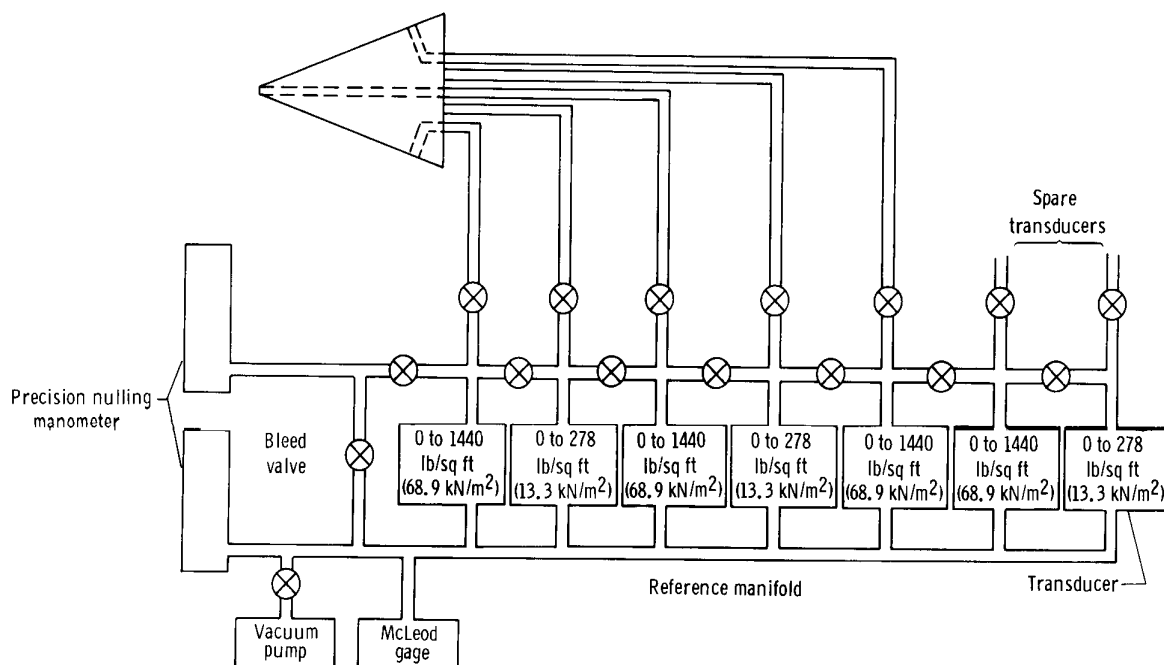 Spare
transducers
Precision nulling
manometer
Bleed
valve
0 to 1440
lb/sq ft
(68.9 kN/m²)
0 to 278
lb/sq ft
(13.3 kN/m²)
0 to 1440
lb/sq ft
(68.9 kN/m²)
0 to 278
lb/sq ft
(13.3 kN/m²)
0 to 1440
lb/sq ft
(68.9 kN/m²)
0 to 1440
lb/sq ft
(68.9 kN/m²)
0 to 278
lb/sq ft
(13.3 kN/m²)
Reference manifold
Transducer
Vacuum
pump
McLeod
gage